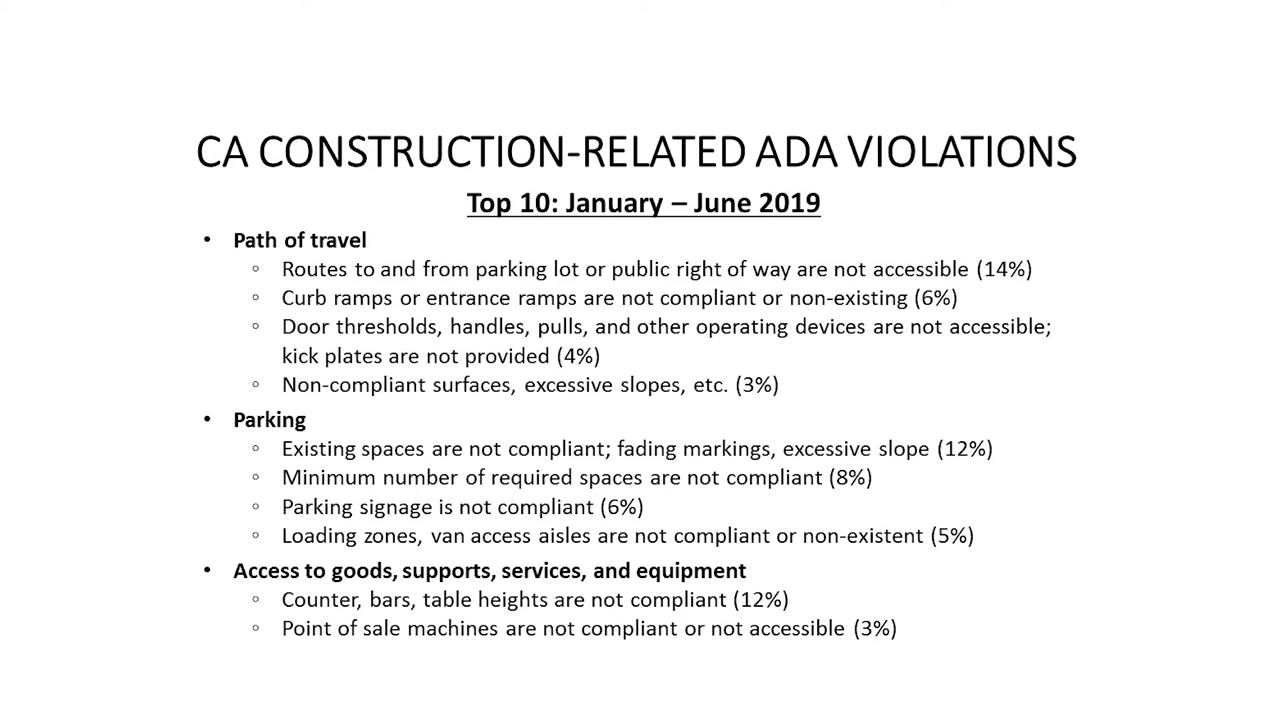 CA CONSTRUCTION-RELATED ADA VIOLATIONS
Top 10: January – June 2019
• Path of travel
◦ Routes to and from parking lot or public right of way are not accessible (14%)
◦ Curb ramps or entrance ramps are not compliant or non-existing (6%)
◦ Door thresholds, handles, pulls, and other operating devices are not accessible;
kick plates are not provided (4%)
◦ Non-compliant surfaces, excessive slopes, etc. (3%)
• Parking
◦ Existing spaces are not compliant; fading markings, excessive slope (12%)
◦ Minimum number of required spaces are not compliant (8%)
◦ Parking signage is not compliant (6%)
◦ Loading zones, van access aisles are not compliant or non-existent (5%)
• Access to goods, supports, services, and equipment
◦ Counter, bars, table heights are not compliant (12%)
◦ Point of sale machines are not compliant or not accessible (3%)